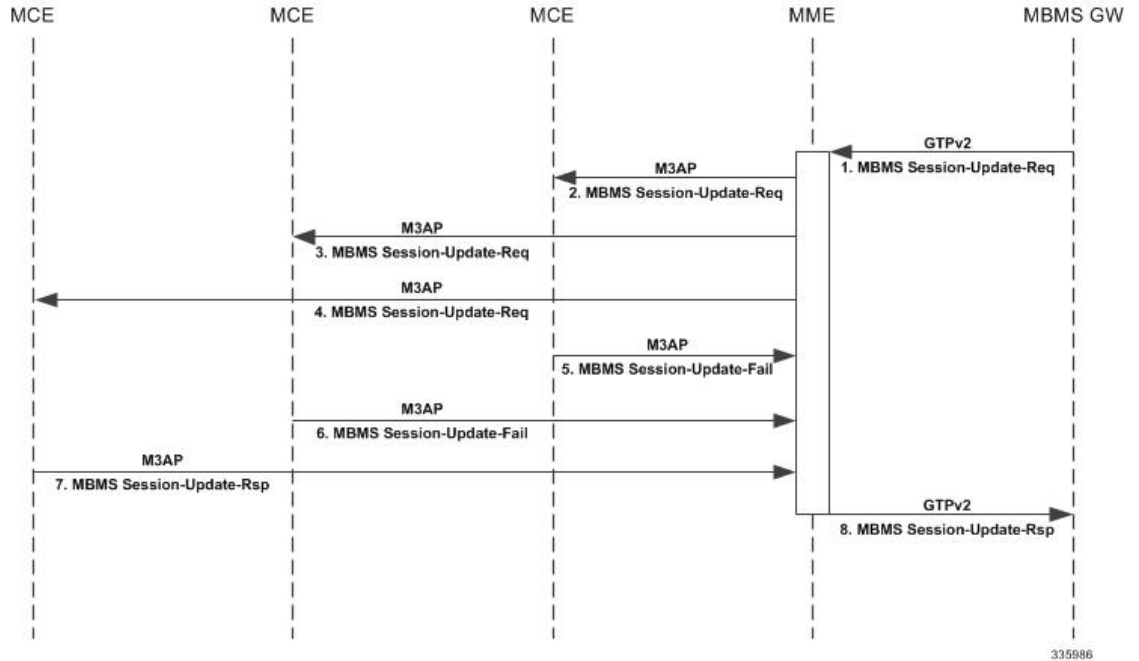 MCE MCE MCE MME MBMS GW
GTPv2
1. MBMS Session-Update-Req
M3AP
2. MBMS Session-Update-Req
M3AP
3. MBMS Session-Update-Req
M3AP
4. MBMS Session-Update-Req
M3AP
5. MBMS Session-Update-Fail
M3AP
6. MBMS Session-Update-Fail
M3AP
7. MBMS Session-Update-Rsp
GTPv2
8. MBMS Session-Update-Rsp
335986